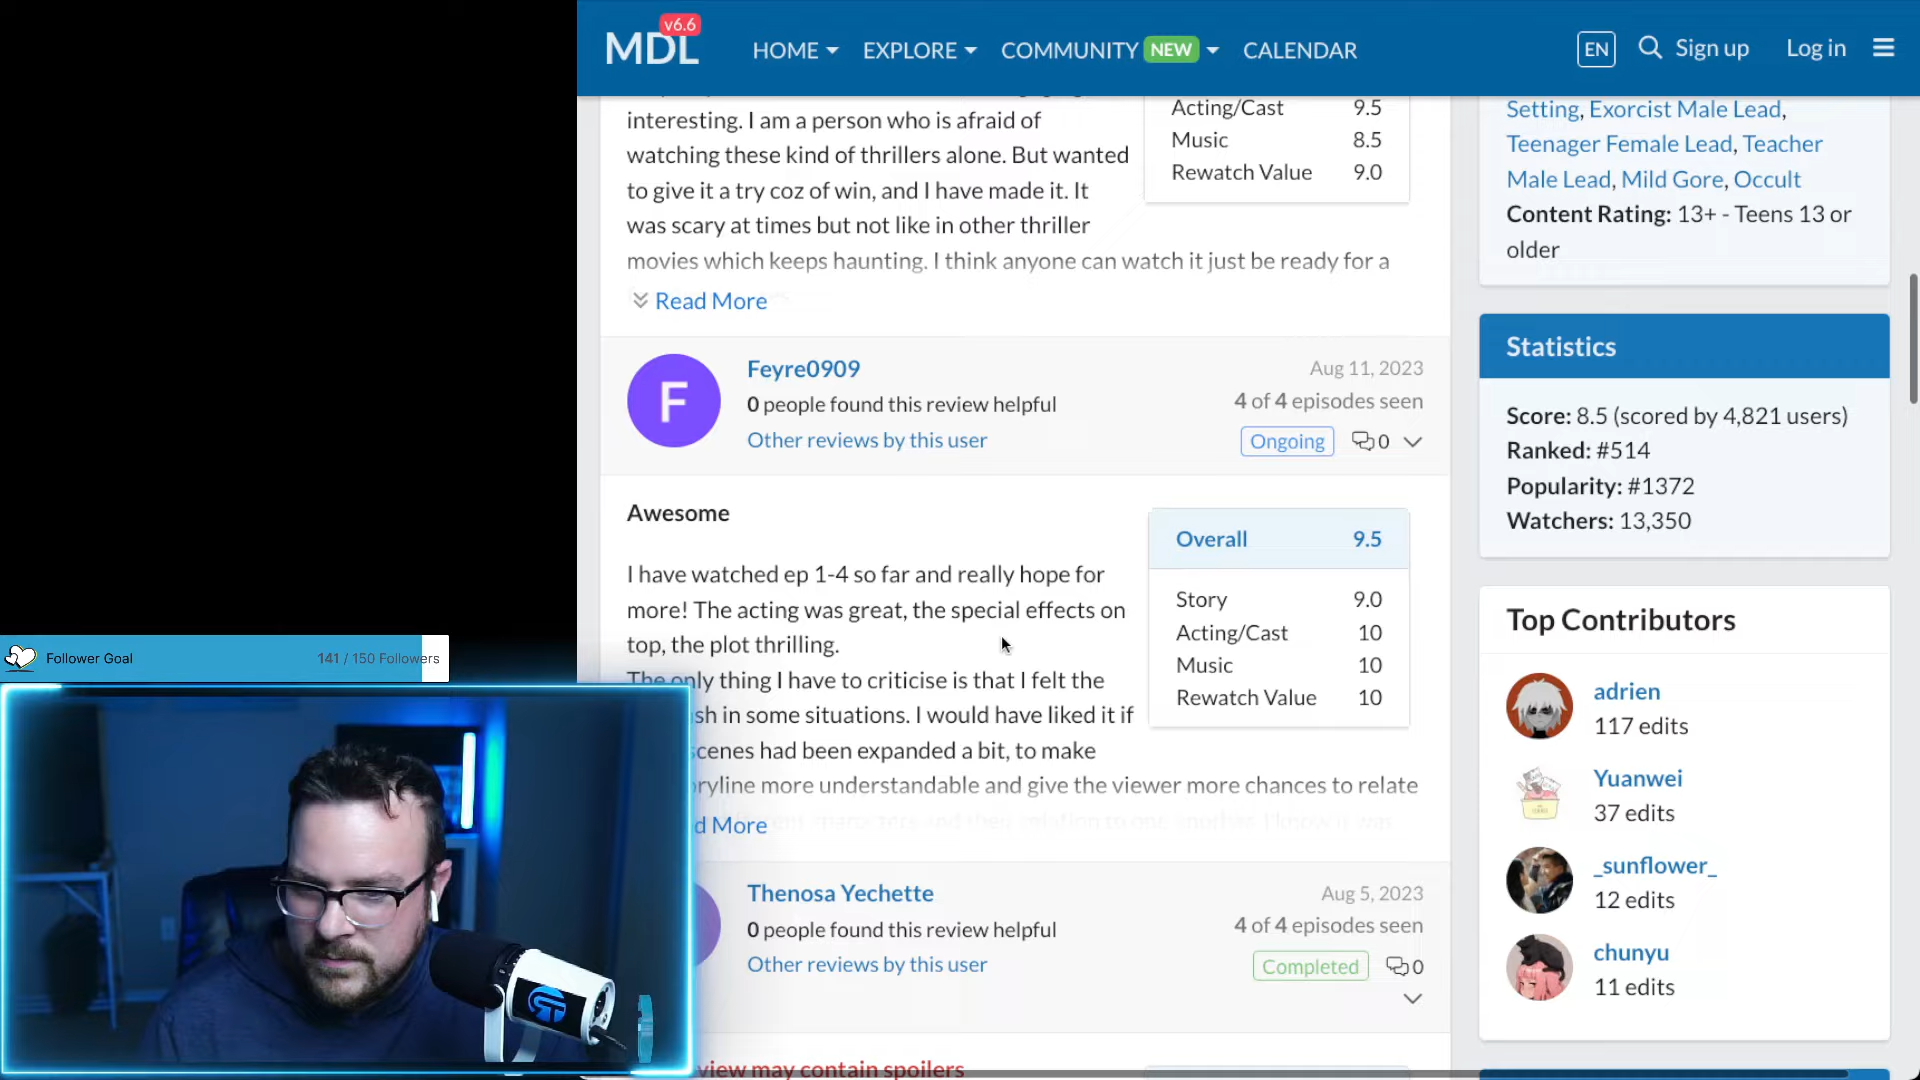 MDL v6.6
HOME EXPLORE COMMUNITY NEW CALENDAR
EN Sign up Log in
interesting. I am a person who is afraid of
watching these kind of thrillers alone. But wanted
to give it a try coz of win, and I have made it. It
was scary at times but not like in other thriller
movies which keeps haunting. I think anyone can watch it just be ready for a
Read More
Acting/Cast 9.5
Music 8.5
Rewatch Value 9.0
F
Feyre0909
0 people found this review helpful
Other reviews by this user
Aug 11, 2023
4 of 4 episodes seen
Ongoing 0
Awesome
I have watched ep 1-4 so far and really hope for
more! The acting was great, the special effects on
top, the plot thrilling.
The only thing I have to criticise is that I felt the
sh in some situations. I would have liked it if
scenes had been expanded a bit, to make
ryline more understandable and give the viewer more chances to relate
d More
Overall 9.5
Story 9.0
Acting/Cast 10
Music 10
Rewatch Value 10
Thenosa Yechette
0 people found this review helpful
Other reviews by this user
Aug 5, 2023
4 of 4 episodes seen
Completed 0
view may contain spoilers
Setting, Exorcist Male Lead,
Teenager Female Lead, Teacher
Male Lead, Mild Gore, Occult
Content Rating: 13+ - Teens 13 or
older
Statistics
Score: 8.5 (scored by 4,821 users)
Ranked: #514
Popularity: #1372
Watchers: 13,350
Top Contributors
adrien
117 edits
Yuanwei
37 edits
_sunflower_
12 edits
chunyu
11 edits
Follower Goal 141 / 150 Followers